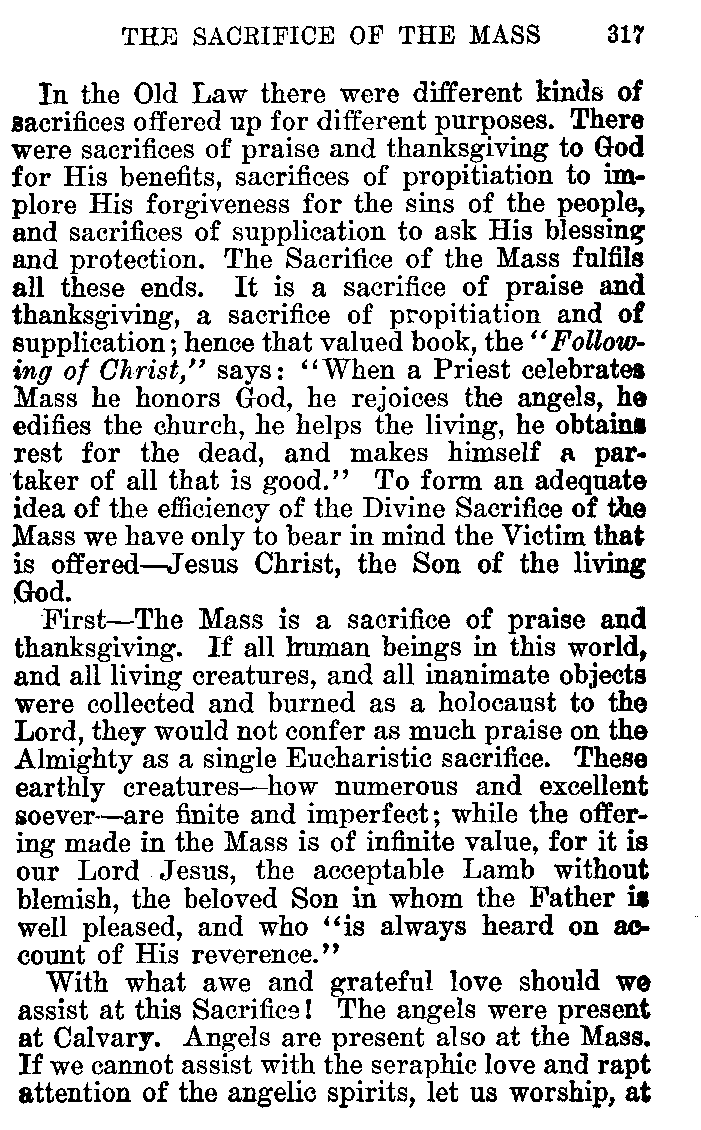 THE SACRIFICE OF THE MASS 317
In the Old Law there were different kinds of
sacrifices offered up for different purposes. There
were sacrifices of praise and thanksgiving to God
for His benefits, sacrifices of propitiation to im-
plore His forgiveness for the sins of the people,
and sacrifices of supplication to ask His blessing
and protection. The Sacrifice of the Mass fulfils
all these ends. It is a sacrifice of praise and
thanksgiving, a sacrifice of propitiation and of
supplication; hence that valued book, the "Follow-
ing of Christ," says: "When a Priest celebrates
Mass he honors God, he rejoices the angels, he
edifies the church, he helps the living, he obtains
rest for the dead, and makes himself a par-
taker of all that is good." To form an adequate
idea of the efficiency of the Divine Sacrifice of the
Mass we have only to bear in mind the Victim that
is offered—Jesus Christ, the Son of the living
God.
First—The Mass is a sacrifice of praise and
thanksgiving. If all human beings in this world,
and all living creatures, and all inanimate objects
were collected and burned as a holocaust to the
Lord, they would not confer as much praise on the
Almighty as a single Eucharistic sacrifice. These
earthly creatures—how numerous and excellent
soever—are finite and imperfect; while the offer-
ing made in the Mass is of infinite value, for it is
our Lord Jesus, the acceptable Lamb without
blemish, the beloved Son in whom the Father is
well pleased, and who "is always heard on ac-
count of His reverence."
With what awe and grateful love should we
assist at this Sacrifice! The angels were present
at Calvary. Angels are present also at the Mass.
If we cannot assist with the seraphic love and rapt
attention of the angelic spirits, let us worship, at